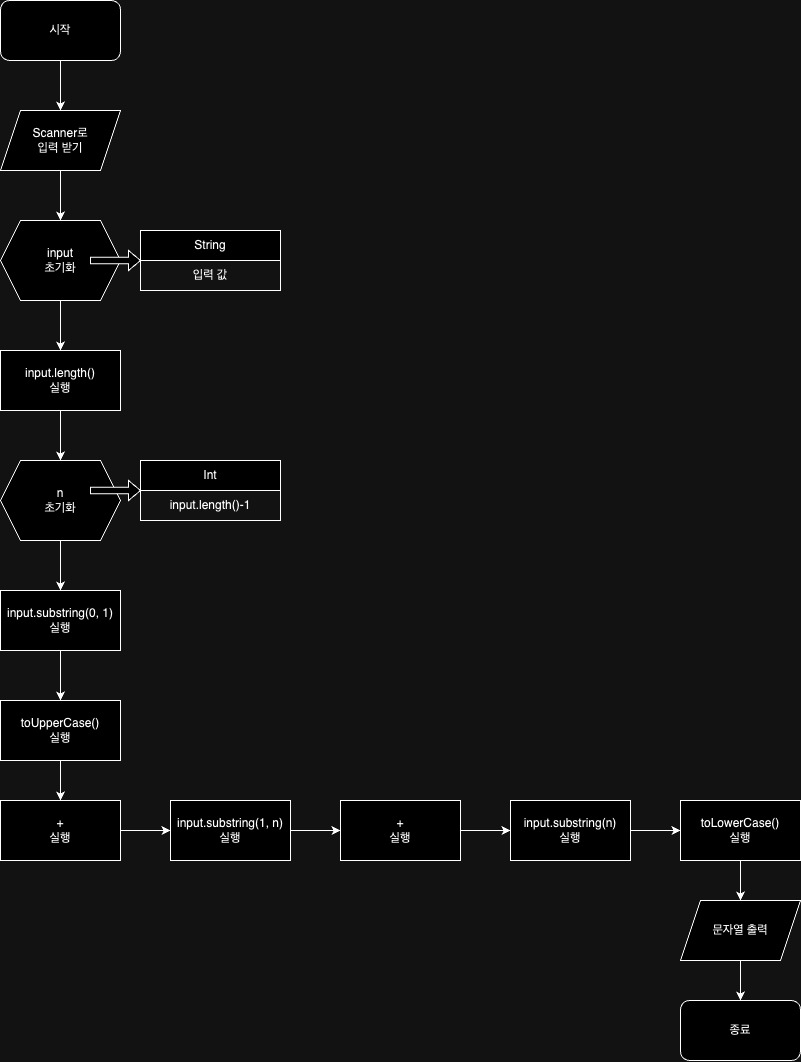 시작
Scanner로
입력 받기
input
초기화
String
입력 값
input.length()
실행
n
초기화
Int
input.length()-1
input.substring(0, 1)
실행
toUpperCase()
실행
+
실행
input.substring(1, n)
실행
+
실행
input.substring(n)
실행
toLowerCase()
실행
문자열 출력
종료